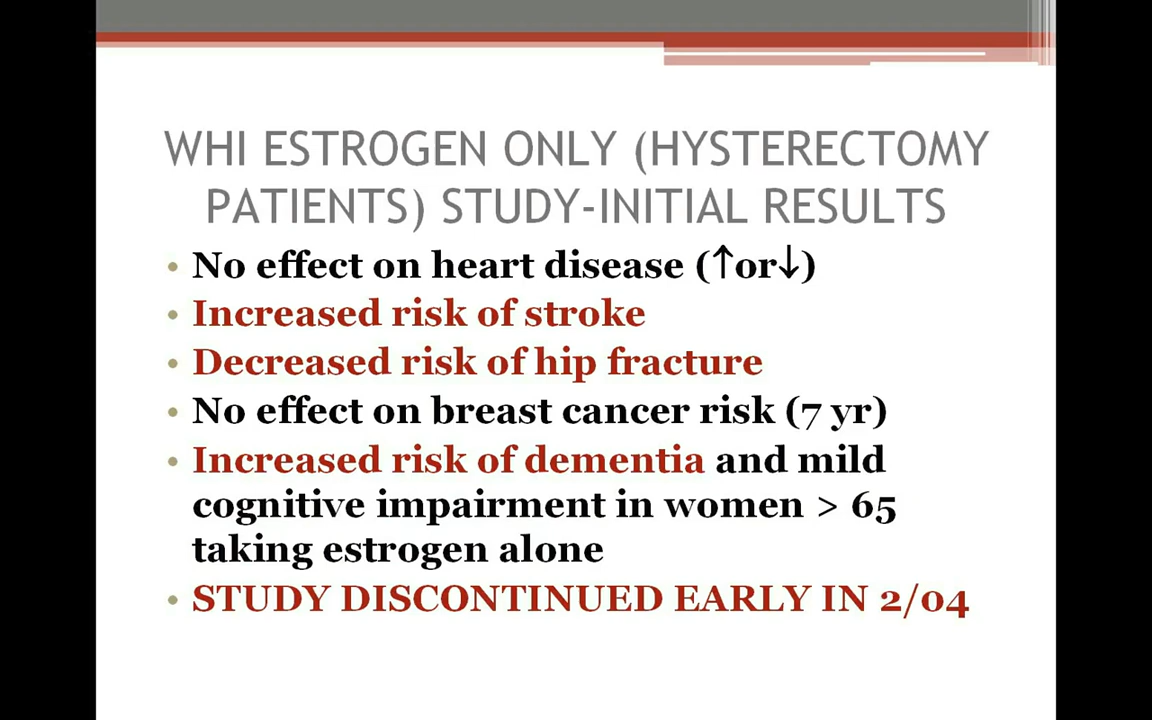 WHI ESTROGEN ONLY (HYSTERECTOMY
PATIENTS) STUDY-INITIAL RESULTS
• No effect on heart disease (↑or↓)
• Increased risk of stroke
• Decreased risk of hip fracture
• No effect on breast cancer risk (7 yr)
• Increased risk of dementia and mild
cognitive impairment in women > 65
taking estrogen alone
• STUDY DISCONTINUED EARLY IN 2/04